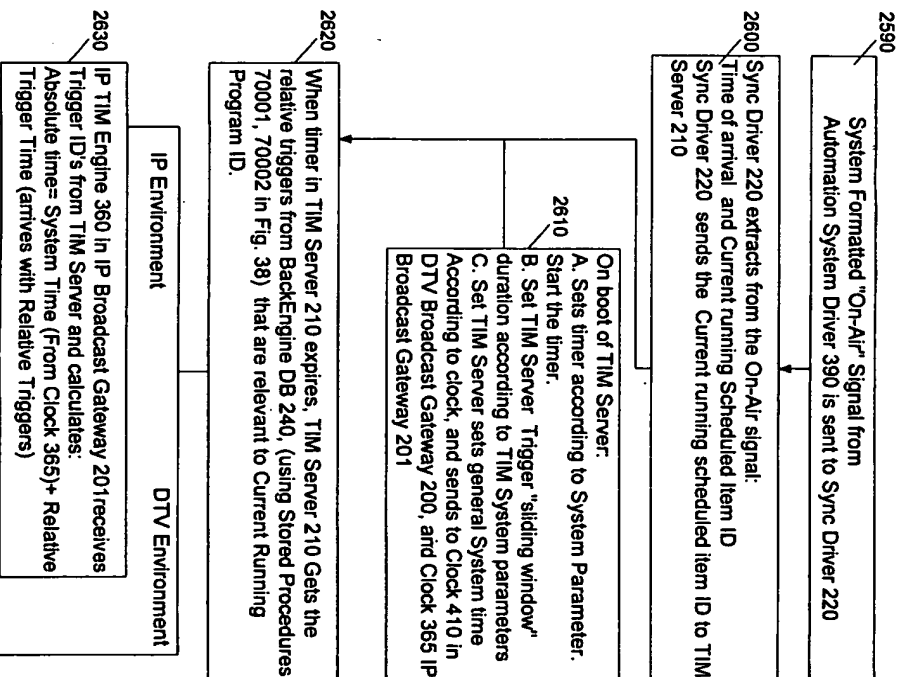 2590
System Formatted "On-Air" Signal from
Automation System Driver 390 is sent to Sync Driver 220
2600
Sync Driver 220 extracts from the On-Air signal:
Time of arrival and Current running Scheduled Item ID
Sync Driver 220 sends the Current running scheduled item ID to TIM
Server 210
2610
On boot of TIM Server:
A. Sets timer according to System Parameter.
Start the timer.
B. Set TIM Server Trigger "sliding window"
duration according to TIM System parameters
C. Set TIM Server sets general System time
According to clock, and sends to Clock 410 in
DTV Broadcast Gateway 200, and Clock 365 IP
Broadcast Gateway 201
2620
When timer in TIM Server 210 expires, TIM Server 210 Gets the
relative triggers from BackEngine DB 240, (using Stored Procedures
70001, 70002 in Fig. 38) that are relevant to Current Running
Program ID.
IP Environment
DTV Environment
2630
IP TIM Engine 360 in IP Broadcast Gateway 201receives
Trigger ID's from TIM Server and calculates:
Absolute time= System Time (From Clock 365)+ Relative
Trigger Time (arrives with Relative Triggers)